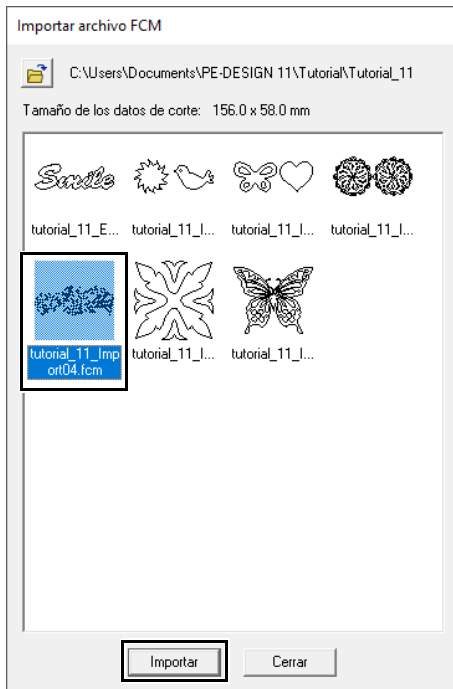 Importar archivo FCM
C:\Users\Documents\PE-DESIGN 11\Tutorial\Tutorial_11
Tamaño de los datos de corte: 156.0 x 58.0 mm
Smile
tutorial_11_E... tutorial_11_I... tutorial_11_I... tutorial_11_I...
tutorial_11_Imp
ort04.fcm
tutorial_11_I... tutorial_11_I...
Importar Cerrar